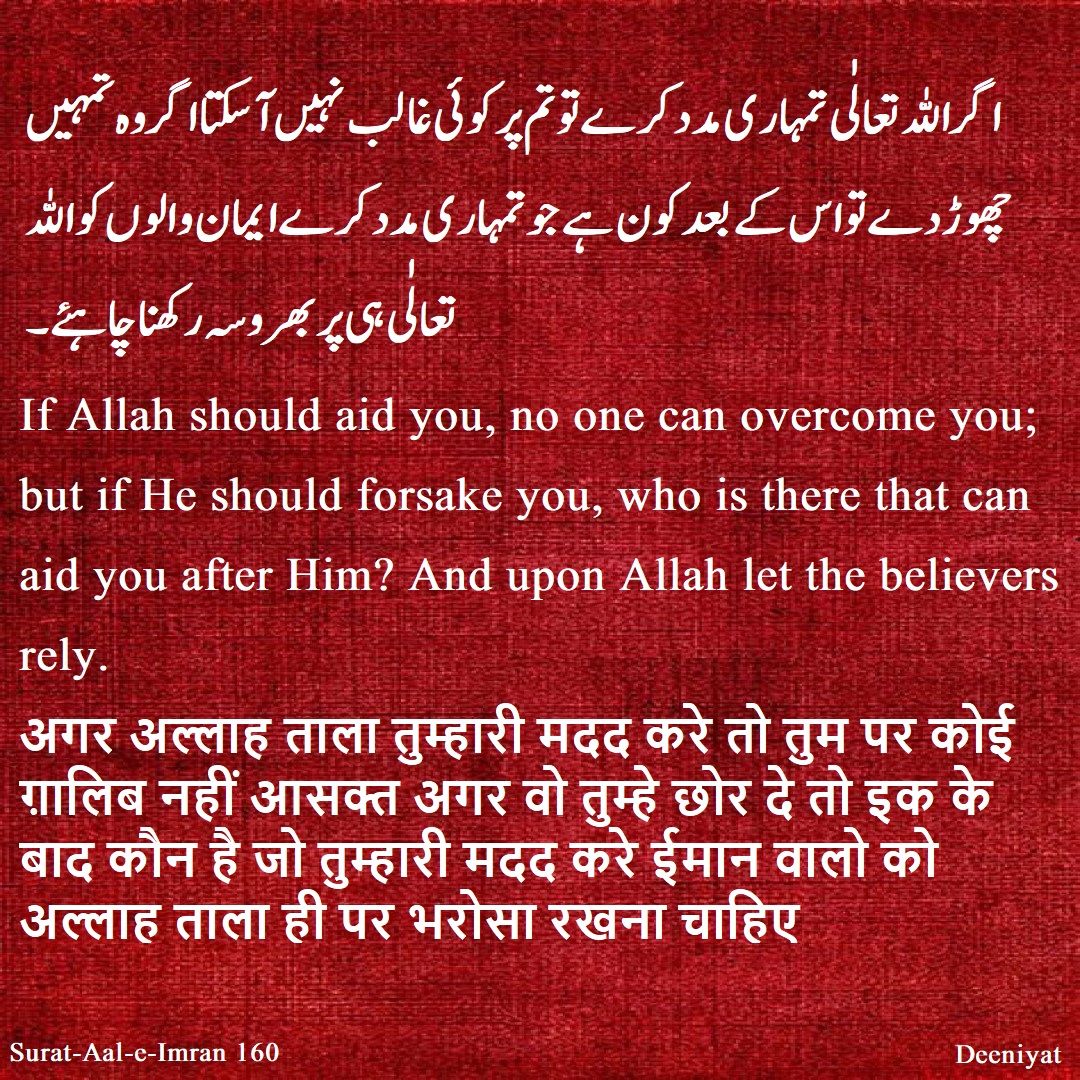 اگر اللہ تعالٰی تمہاری مدد کرے تو تم پر کوئی غالب نہیں آسکتا اگر وہ تمہیں
چھوڑ دے تو اس کے بعد کون ہے جو تمہاری مدد کرے ایمان والوں کو اللہ
تعالٰی ہی پر بھروسہ رکھنا چاہئے۔
If Allah should aid you, no one can overcome you;
but if He should forsake you, who is there that can
aid you after Him? And upon Allah let the believers
rely.
अगर अल्लाह ताला तुम्हारी मदद करे तो तुम पर कोई
ग़ालिब नहीं आसक्त अगर वो तुम्हे छोर दे तो इक के
बाद कौन है जो तुम्हारी मदद करे ईमान वालो को
अल्लाह ताला ही पर भरोसा रखना चाहिए
Surat-Aal-e-Imran 160
Deeniyat